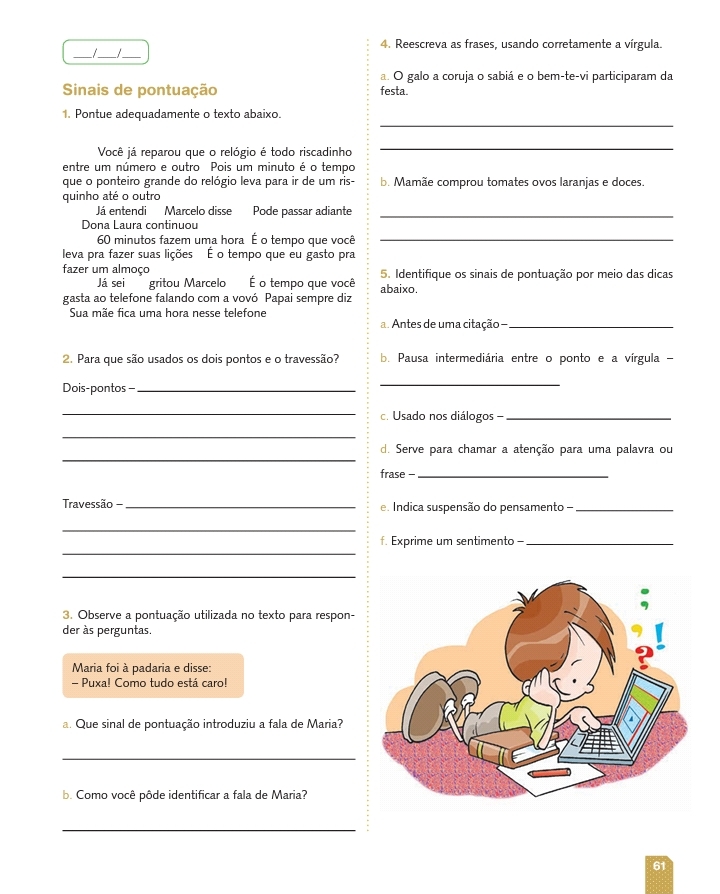 ___/___/___
Sinais de pontuação
1. Pontue adequadamente o texto abaixo.
Você já reparou que o relógio é todo riscadinho
entre um número e outro Pois um minuto é o tempo
que o ponteiro grande do relógio leva para ir de um ris-
quinho até o outro
Já entendi Marcelo disse Pode passar adiante
Dona Laura continuou
60 minutos fazem uma hora É o tempo que você
leva pra fazer suas lições É o tempo que eu gasto pra
fazer um almoço
Já sei gritou Marcelo É o tempo que você
gasta ao telefone falando com a vovó Papai sempre diz
Sua mãe fica uma hora nesse telefone
2. Para que são usados os dois pontos e o travessão?
Dois-pontos –
Travessão –
3. Observe a pontuação utilizada no texto para respon-
der às perguntas.
Maria foi à padaria e disse:
– Puxa! Como tudo está caro!
a. Que sinal de pontuação introduziu a fala de Maria?
b. Como você pôde identificar a fala de Maria?
4. Reescreva as frases, usando corretamente a vírgula.
a. O galo a coruja o sabiá e o bem-te-vi participaram da
festa.
b. Mamãe comprou tomates ovos laranjas e doces.
5. Identifique os sinais de pontuação por meio das dicas
abaixo.
a. Antes de uma citação –
b. Pausa intermediária entre o ponto e a vírgula –
c. Usado nos diálogos –
d. Serve para chamar a atenção para uma palavra ou
frase –
e. Indica suspensão do pensamento –
f. Exprime um sentimento –
;
, !
?
61